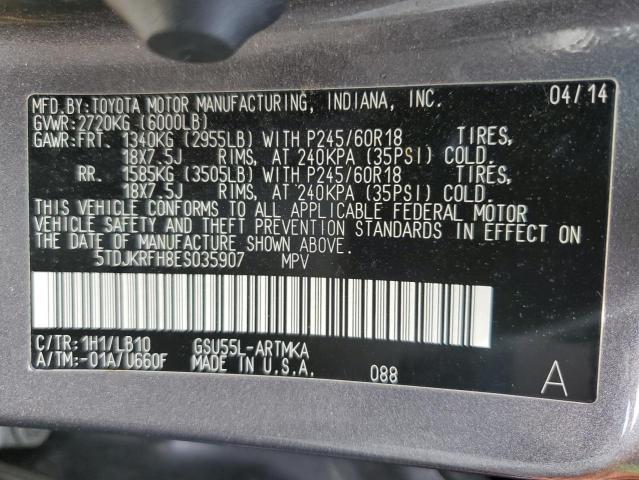 MFD.BY:TOYOTA MOTOR MANUFACTURING, INDIANA, INC. 04/14
GVWR:2720KG (6000LB)
GAWR:FRT. 1340KG (2955LB) WITH P245/60R18 TIRES,
18X7.5J RIMS, AT 240KPA (35PSI) COLD.
RR. 1585KG (3505LB) WITH P245/60R18 TIRES,
18X7.5J RIMS, AT 240KPA (35PSI) COLD.
THIS VEHICLE CONFORMS TO ALL APPLICABLE FEDERAL MOTOR
VEHICLE SAFETY AND THEFT PREVENTION STANDARDS IN EFFECT ON
THE DATE OF MANUFACTURE SHOWN ABOVE.
5TDJKRFH8ES035907 MPV
C/TR:1H1/LB10 GSU55L-ARTMKA
A/TM:-01A/U660F MADE IN U.S.A. 088 A